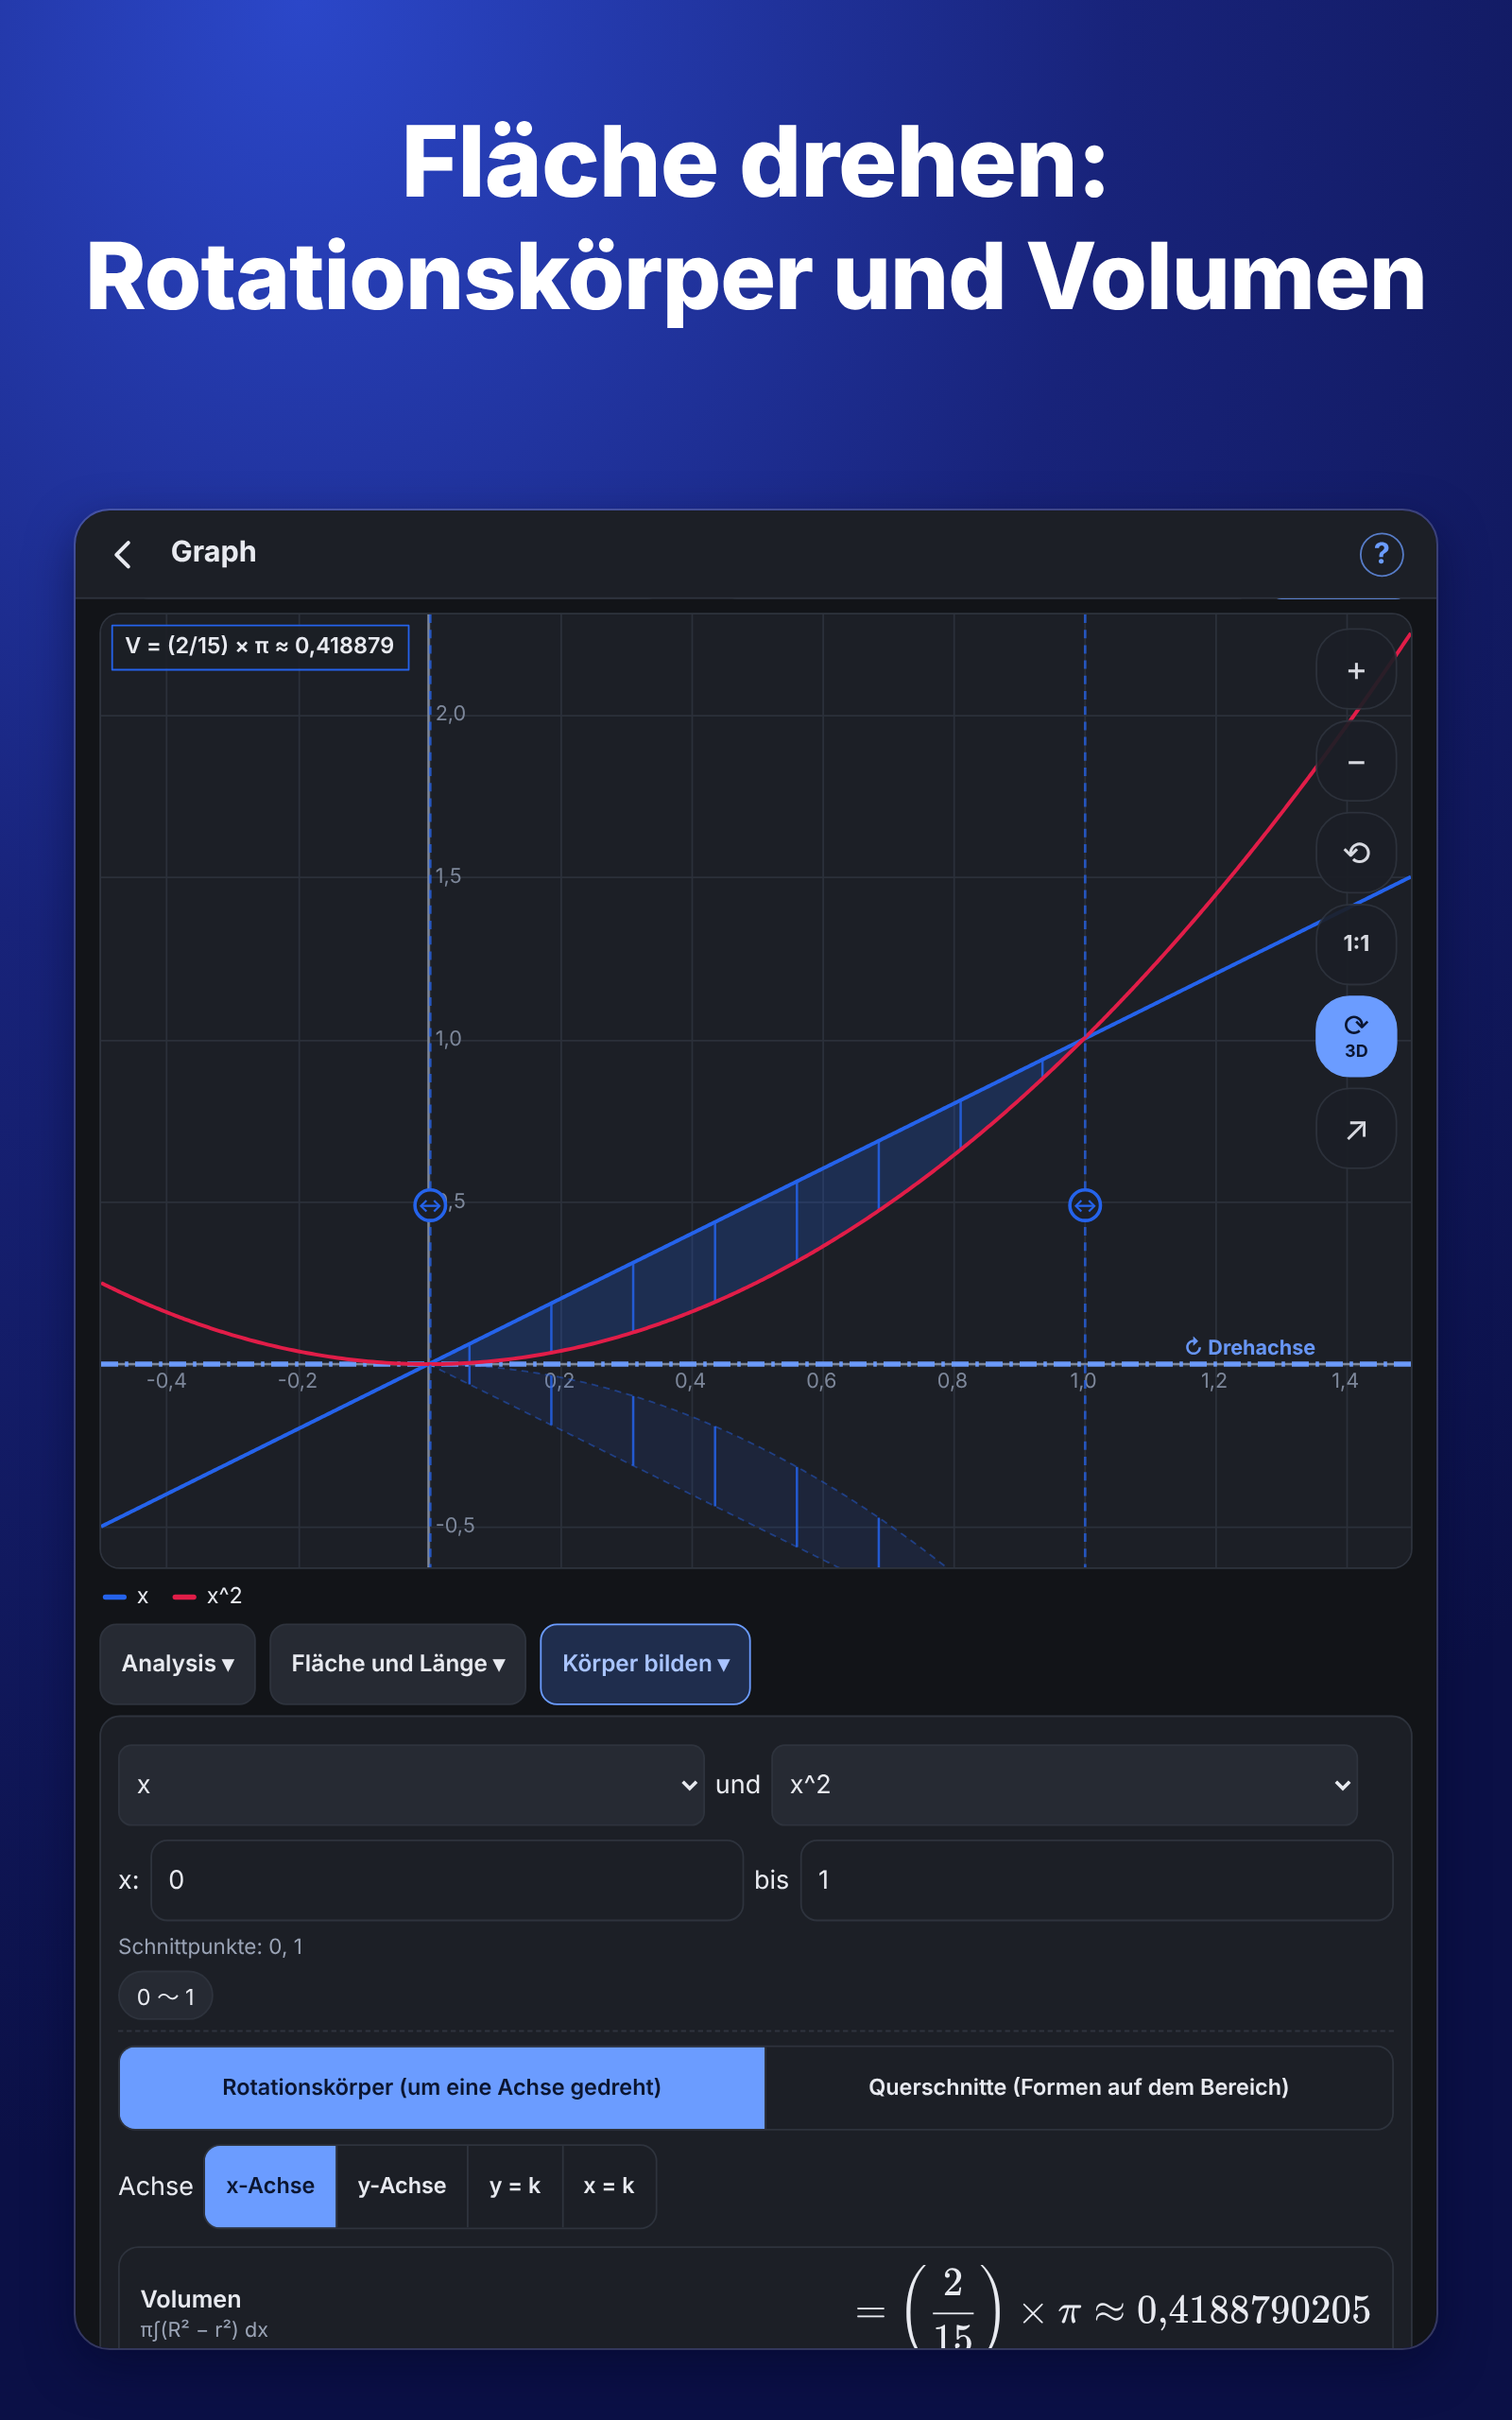 Fläche drehen:
Rotationskörper und Volumen
Graph
?
V = (2/15) × π ≈ 0,418879
+
−
⟲
1:1
⟳
3D
2,0
1,5
1,0
,5
-0,5
↻ Drehachse
-0,4 -0,2 0,2 0,4 0,6 0,8 1,0 1,2 1,4
x x^2
Analysis ▾ Fläche und Länge ▾ Körper bilden ▾
x und x^2
x: 0 bis 1
Schnittpunkte: 0, 1
0 〜 1
Rotationskörper (um eine Achse gedreht) Querschnitte (Formen auf dem Bereich)
Achse x-Achse y-Achse y = k x = k
Volumen = (2/15) × π ≈ 0,4188790205
π∫(R² − r²) dx